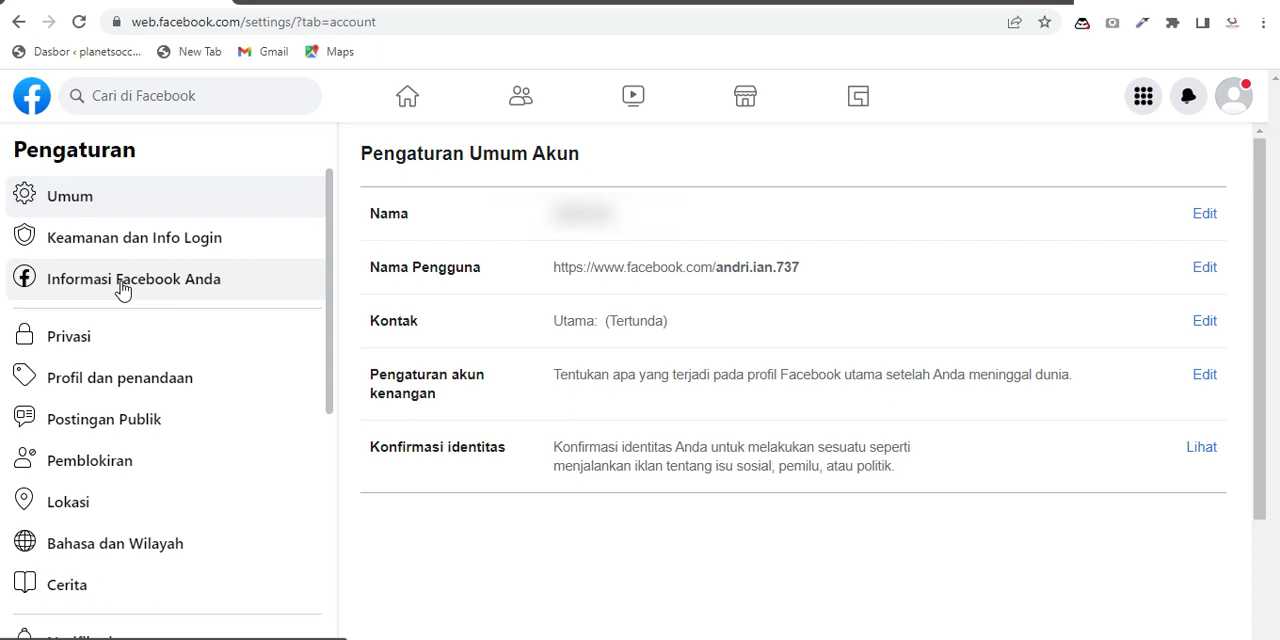 web.facebook.com/settings/?tab=account
Dasbor ‹ planetsocc...
New Tab
Gmail
Maps
Cari di Facebook
Pengaturan
Umum
Keamanan dan Info Login
Informasi Facebook Anda
Privasi
Profil dan penandaan
Postingan Publik
Pemblokiran
Lokasi
Bahasa dan Wilayah
Cerita
Pengaturan Umum Akun
Nama
Edit
Nama Pengguna
https://www.facebook.com/andri.ian.737
Edit
Kontak
Utama: (Tertunda)
Edit
Pengaturan akun
kenangan
Tentukan apa yang terjadi pada profil Facebook utama setelah Anda meninggal dunia.
Edit
Konfirmasi identitas
Konfirmasi identitas Anda untuk melakukan sesuatu seperti
menjalankan iklan tentang isu sosial, pemilu, atau politik.
Lihat